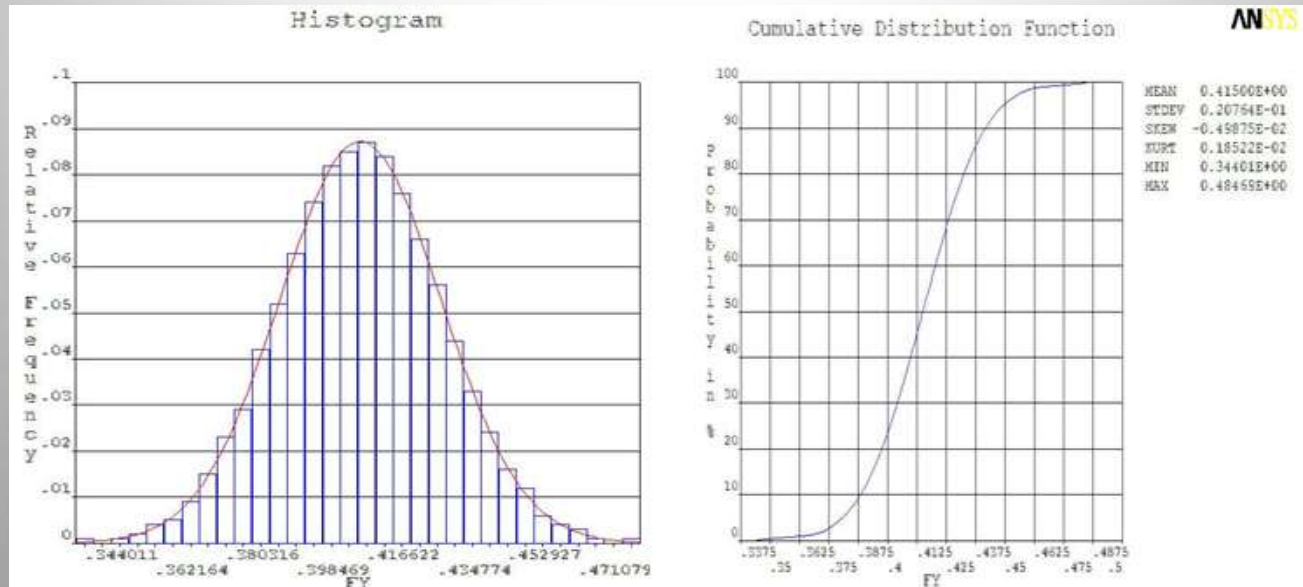 Histogram
.1
.09
.08
.07
.06
.05
.04
.03
.02
.01
0
Relative Frequency
.344011 .380316 .416622 .452927
.362164 .398469 .434774 .471079
FY
Cumulative Distribution Function
100
90
80
70
60
50
40
30
20
10
0
Probability in %
.3375 .3625 .3875 .4125 .4375 .4625 .4875
.35 .375 .4 .425 .45 .475 .5
FY
ANSYS
MEAN 0.41500E+00
STDEV 0.20764E-01
SKEW -0.49875E-02
KURT 0.18522E-02
MIN 0.34401E+00
MAX 0.48469E+00